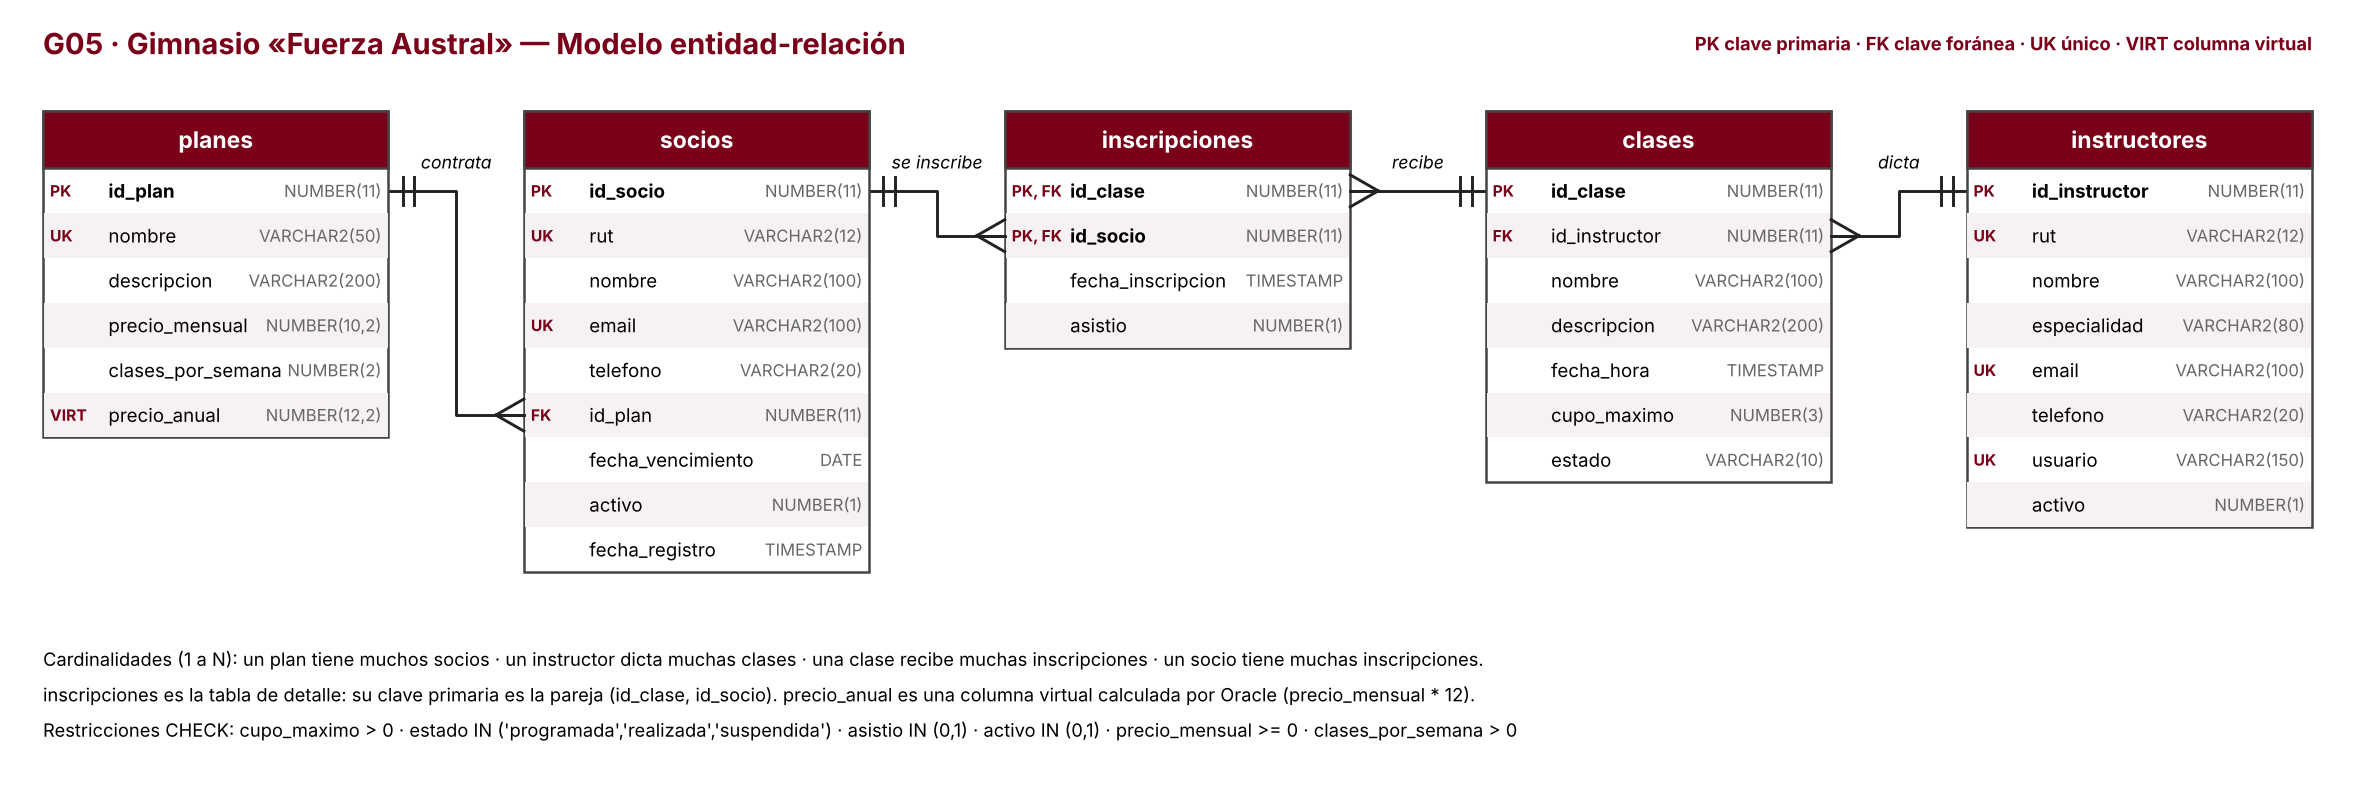 G05 · Gimnasio «Fuerza Austral» — Modelo entidad-relación
PK clave primaria · FK clave foránea · UK único · VIRT columna virtual
planes
PK id_plan NUMBER(11)
UK nombre VARCHAR2(50)
descripcion VARCHAR2(200)
precio_mensual NUMBER(10,2)
clases_por_semana NUMBER(2)
VIRT precio_anual NUMBER(12,2)
contrata
socios
PK id_socio NUMBER(11)
UK rut VARCHAR2(12)
nombre VARCHAR2(100)
UK email VARCHAR2(100)
telefono VARCHAR2(20)
FK id_plan NUMBER(11)
fecha_vencimiento DATE
activo NUMBER(1)
fecha_registro TIMESTAMP
se inscribe
inscripciones
PK, FK id_clase NUMBER(11)
PK, FK id_socio NUMBER(11)
fecha_inscripcion TIMESTAMP
asistio NUMBER(1)
recibe
clases
PK id_clase NUMBER(11)
FK id_instructor NUMBER(11)
nombre VARCHAR2(100)
descripcion VARCHAR2(200)
fecha_hora TIMESTAMP
cupo_maximo NUMBER(3)
estado VARCHAR2(10)
dicta
instructores
PK id_instructor NUMBER(11)
UK rut VARCHAR2(12)
nombre VARCHAR2(100)
especialidad VARCHAR2(80)
UK email VARCHAR2(100)
telefono VARCHAR2(20)
UK usuario VARCHAR2(150)
activo NUMBER(1)
Cardinalidades (1 a N): un plan tiene muchos socios · un instructor dicta muchas clases · una clase recibe muchas inscripciones · un socio tiene muchas inscripciones.
inscripciones es la tabla de detalle: su clave primaria es la pareja (id_clase, id_socio). precio_anual es una columna virtual calculada por Oracle (precio_mensual * 12).
Restricciones CHECK: cupo_maximo > 0 · estado IN ('programada','realizada','suspendida') · asistio IN (0,1) · activo IN (0,1) · precio_mensual >= 0 · clases_por_semana > 0